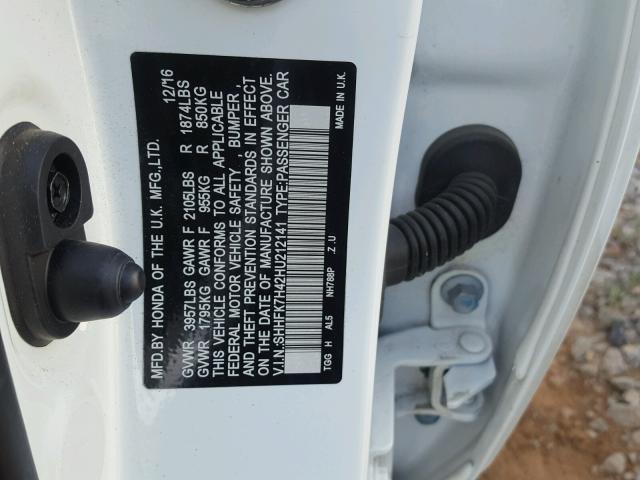 MFD.BY HONDA OF THE U.K. MFG.,LTD. 12/16
GVWR 3957LBS GAWR F 2105LBS R 1874LBS
GVWR 1795KG GAWR F 955KG R 850KG
THIS VEHICLE CONFORMS TO ALL APPLICABLE
FEDERAL MOTOR VEHICLE SAFETY , BUMPER ,
AND THEFT PREVENTION STANDARDS IN EFFECT
ON THE DATE OF MANUFACTURE SHOWN ABOVE.
V.I.N.:SHHFK7H42HU212141 TYPE:PASSENGER CAR
TGG H AL5 NH788P .Z .U MADE IN U.K.